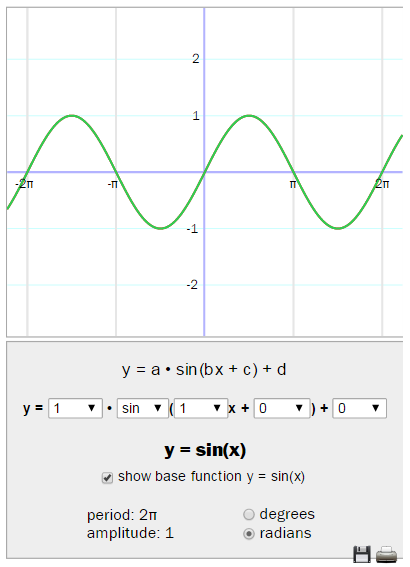 2
1
-2π
-π
π
2π
-1
-2
y = a • sin(bx + c) + d
y = 1 • sin (1 x + 0 ) + 0
y = sin(x)
show base function y = sin(x)
period: 2π
degrees
amplitude: 1
radians